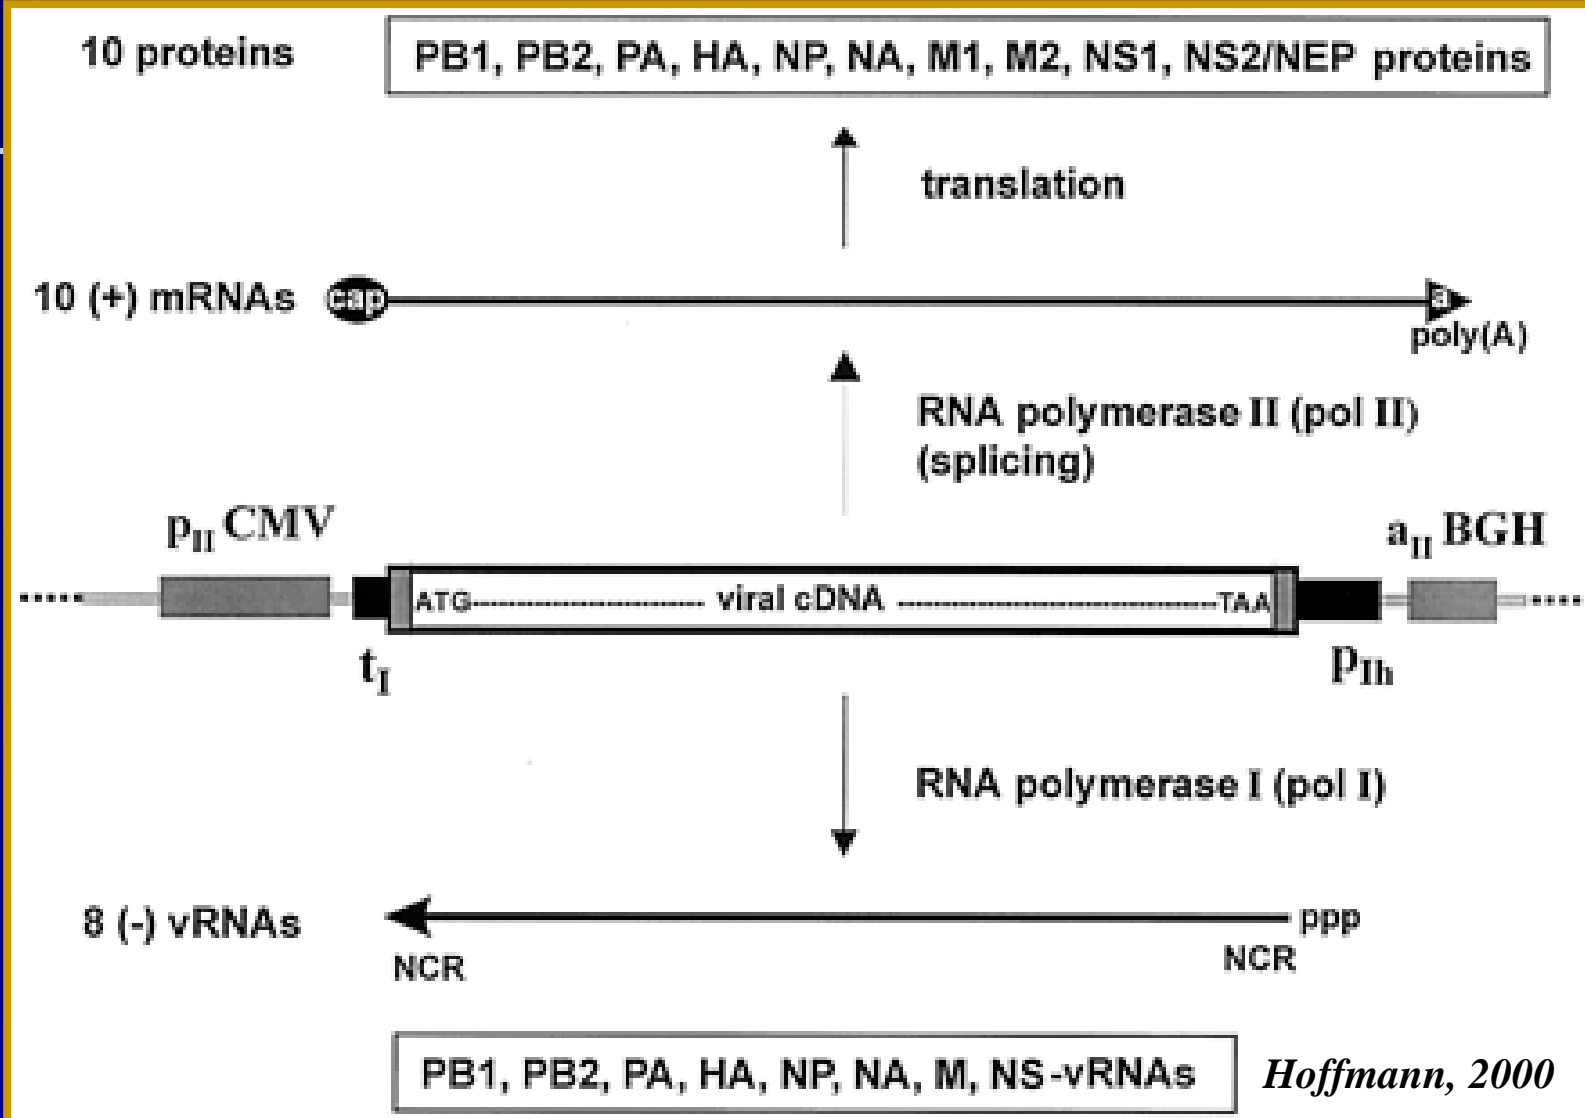 10 proteins
PB1, PB2, PA, HA, NP, NA, M1, M2, NS1, NS2/NEP proteins
translation
10 (+) mRNAs
cap
a
poly(A)
RNA polymerase II (pol II)
(splicing)
pII CMV
aII BGH
ATG viral cDNA TAA
tI
pIh
RNA polymerase I (pol I)
8 (-) vRNAs
ppp
NCR
NCR
PB1, PB2, PA, HA, NP, NA, M, NS-vRNAs
Hoffmann, 2000